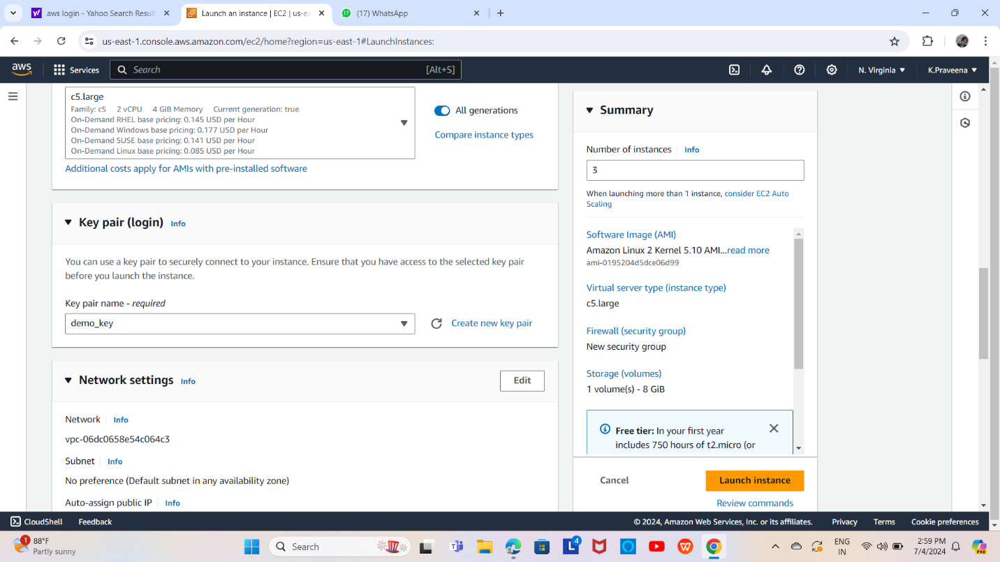 aws login - Yahoo Search Result
Launch an instance | EC2 | us-ea
17
(17) WhatsApp
us-east-1.console.aws.amazon.com/ec2/home?region=us-east-1#LaunchInstances:
aws
Services
Search
[Alt+S]
N. Virginia
K.Praveena
c5.large
Family: c5 2 vCPU 4 GiB Memory Current generation: true
On-Demand RHEL base pricing: 0.145 USD per Hour
On-Demand Windows base pricing: 0.177 USD per Hour
On-Demand SUSE base pricing: 0.141 USD per Hour
On-Demand Linux base pricing: 0.085 USD per Hour
All generations
Compare instance types
Additional costs apply for AMIs with pre-installed software
Key pair (login) Info
You can use a key pair to securely connect to your instance. Ensure that you have access to the selected key pair
before you launch the instance.
Key pair name - required
demo_key
Create new key pair
Network settings Info
Edit
Network Info
vpc-06dc0658e54c064c3
Subnet Info
No preference (Default subnet in any availability zone)
Auto-assign public IP Info
Summary
Number of instances Info
3
When launching more than 1 instance, consider EC2 Auto
Scaling
Software Image (AMI)
Amazon Linux 2 Kernel 5.10 AMI...read more
ami-0195204d5dce06d99
Virtual server type (instance type)
c5.large
Firewall (security group)
New security group
Storage (volumes)
1 volume(s) - 8 GiB
Free tier: In your first year
includes 750 hours of t2.micro (or
Cancel
Launch instance
Review commands
CloudShell Feedback
© 2024, Amazon Web Services, Inc. or its affiliates. Privacy Terms Cookie preferences
1
88°F
Partly sunny
Search
4
ENG
IN
2:59 PM
7/4/2024
PRE